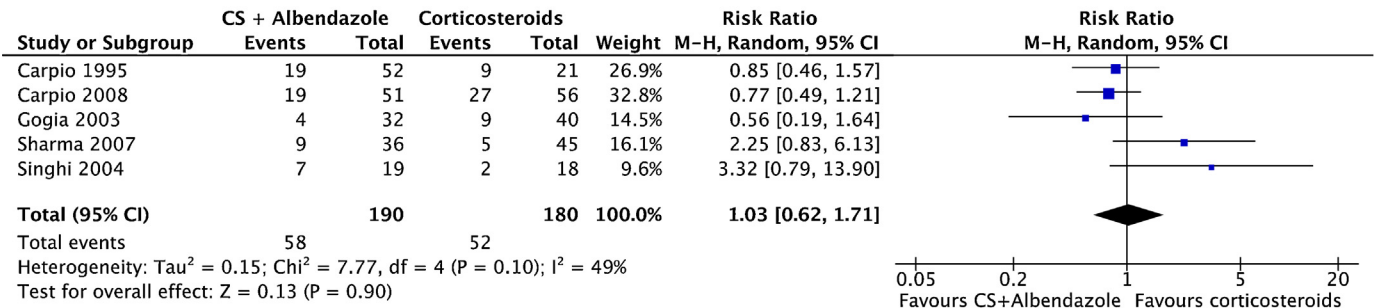 CS + Albendazole Corticosteroids Risk Ratio Risk Ratio
Study or Subgroup Events Total Events Total Weight M-H, Random, 95% CI M-H, Random, 95% CI
Carpio 1995 19 52 9 21 26.9% 0.85 [0.46, 1.57]
Carpio 2008 19 51 27 56 32.8% 0.77 [0.49, 1.21]
Gogia 2003 4 32 9 40 14.5% 0.56 [0.19, 1.64]
Sharma 2007 9 36 5 45 16.1% 2.25 [0.83, 6.13]
Singhi 2004 7 19 2 18 9.6% 3.32 [0.79, 13.90]
Total (95% CI) 190 180 100.0% 1.03 [0.62, 1.71]
Total events 58 52
Heterogeneity: Tau² = 0.15; Chi² = 7.77, df = 4 (P = 0.10); I² = 49%
Test for overall effect: Z = 0.13 (P = 0.90)
0.05 0.2 1 5 20
Favours CS+Albendazole Favours corticosteroids